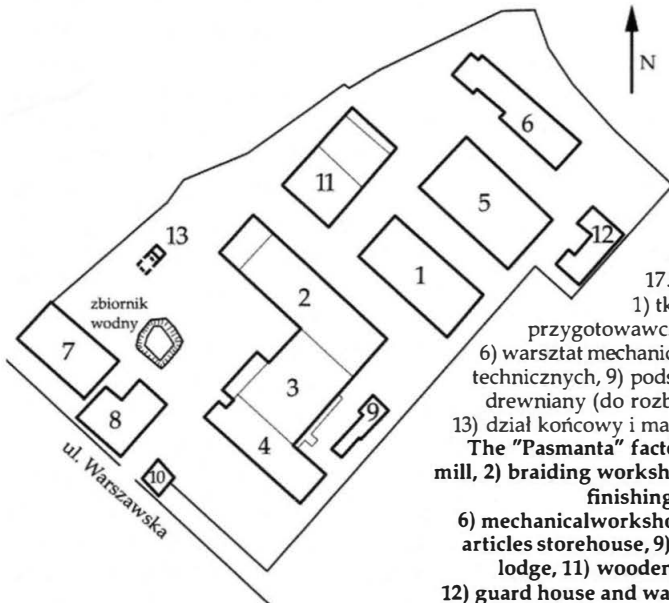 N
6
11
5
12
13
1
2
zbiornik
wodny
7
3
8
9
4
10
ul. Warszawska
17.
1) tk
przygotowawc
6) warsztat mechanic
technicznych, 9) pods
drewniany (do rozb
13) dział końcowy i ma
The "Pasmanta" facto
mill, 2) braiding worksh
finishing
6) mechanicalworksho
articles storehouse, 9)
lodge, 11) wooden
12) guard house and wa